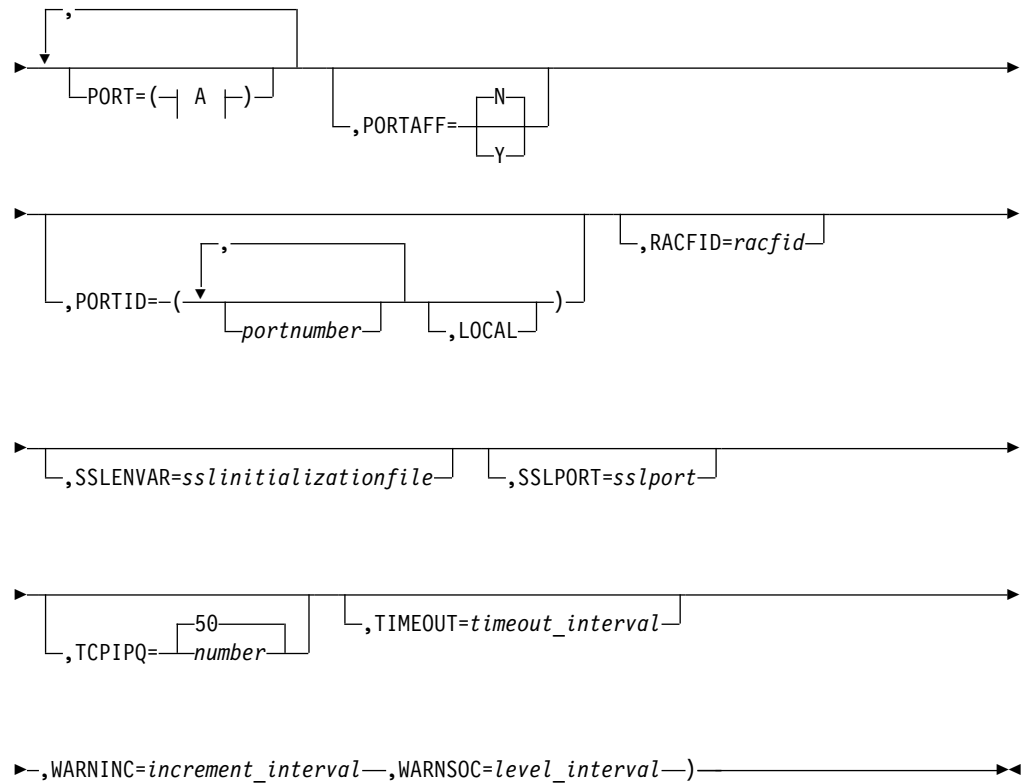 ,
PORT=( A )
N
,PORTAFF=
Y
,
,RACFID=racfid
,PORTID= ( )
portnumber ,LOCAL
,SSLENVAR=sslinitializationfile ,SSLPORT=sslport
50
,TCPIPQ= number ,TIMEOUT=timeout_interval
,WARNINC=increment_interval ,WARNSOC=level_interval )